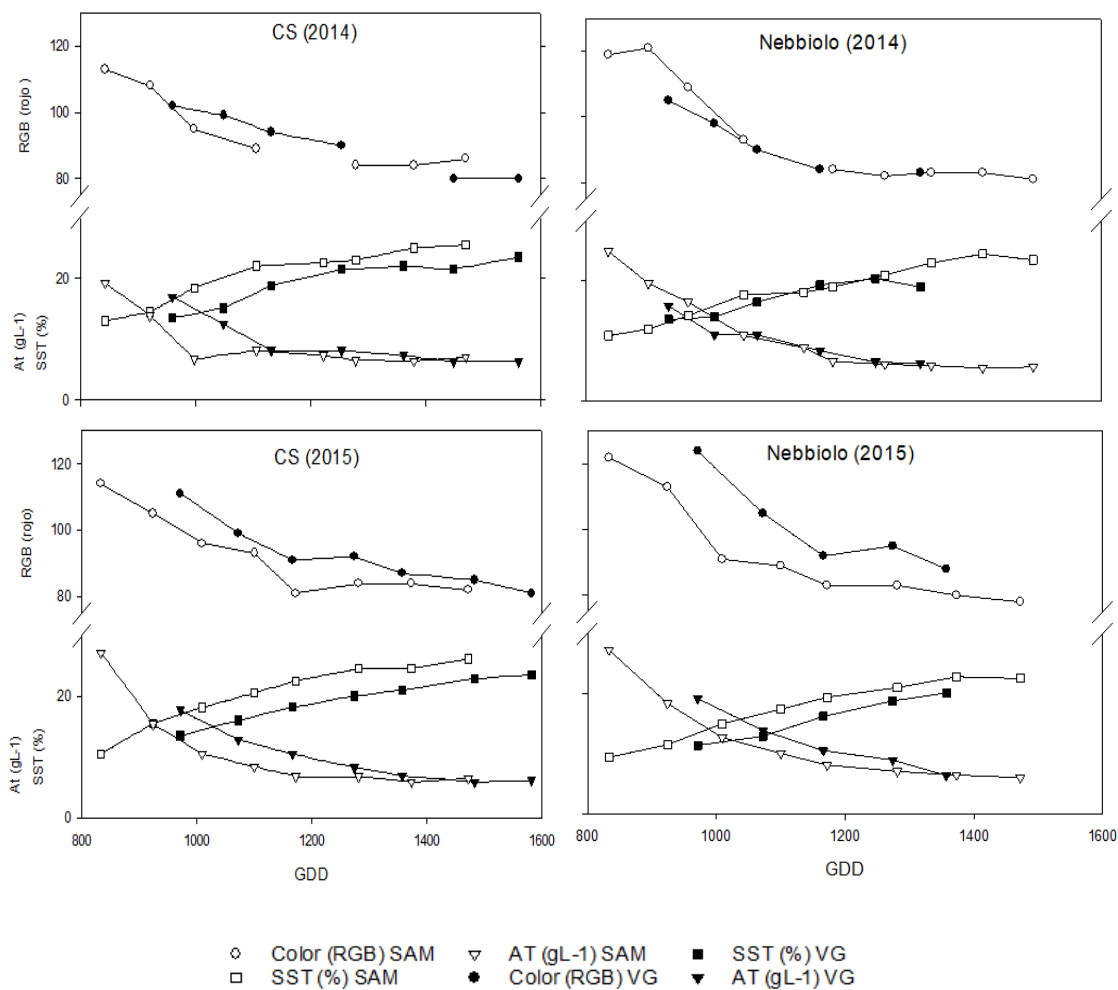 CS (2014)
Nebbiolo (2014)
RGB (rojo )
120
100
80
At (gL-1)
SST (%)
20
0
CS (2015)
Nebbiolo (2015)
RGB (rojo)
120
100
80
At (gL-1)
SST (%)
20
0
800 1000 1200 1400 1600
800 1000 1200 1400 1600
GDD
GDD
Color (RGB) SAM AT (gL-1) SAM SST (%) VG
SST (%) SAM Color (RGB) VG AT (gL-1) VG